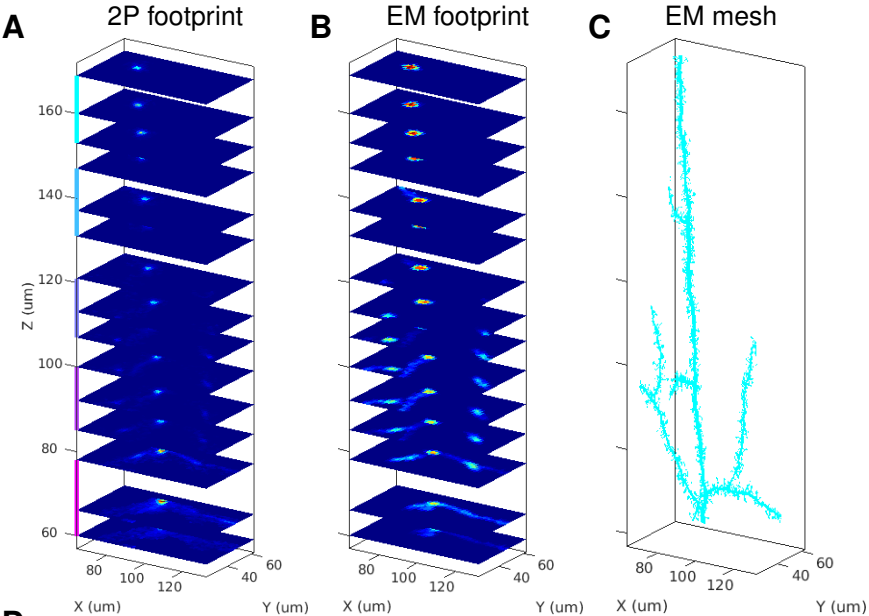 A 2P footprint B EM footprint C EM mesh
160
140
120
100
80
60
Z (um)
80 100 120 40 60
80 100 120 40 60
80 100 120 40 60
X (um) Y (um) X (um) Y (um) X (um) Y (um)